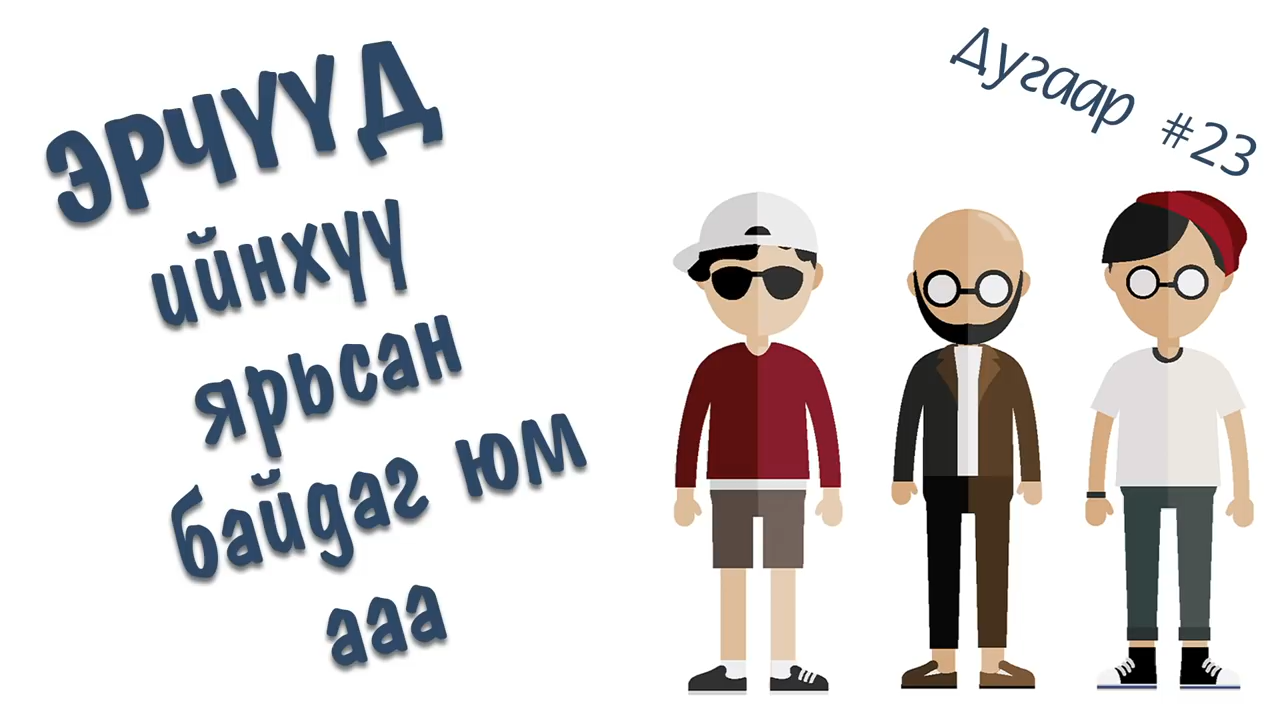 ЭРЧҮҮД
ийнхүү
ярьсан
байдаг юм
ааа
Дугаар #23